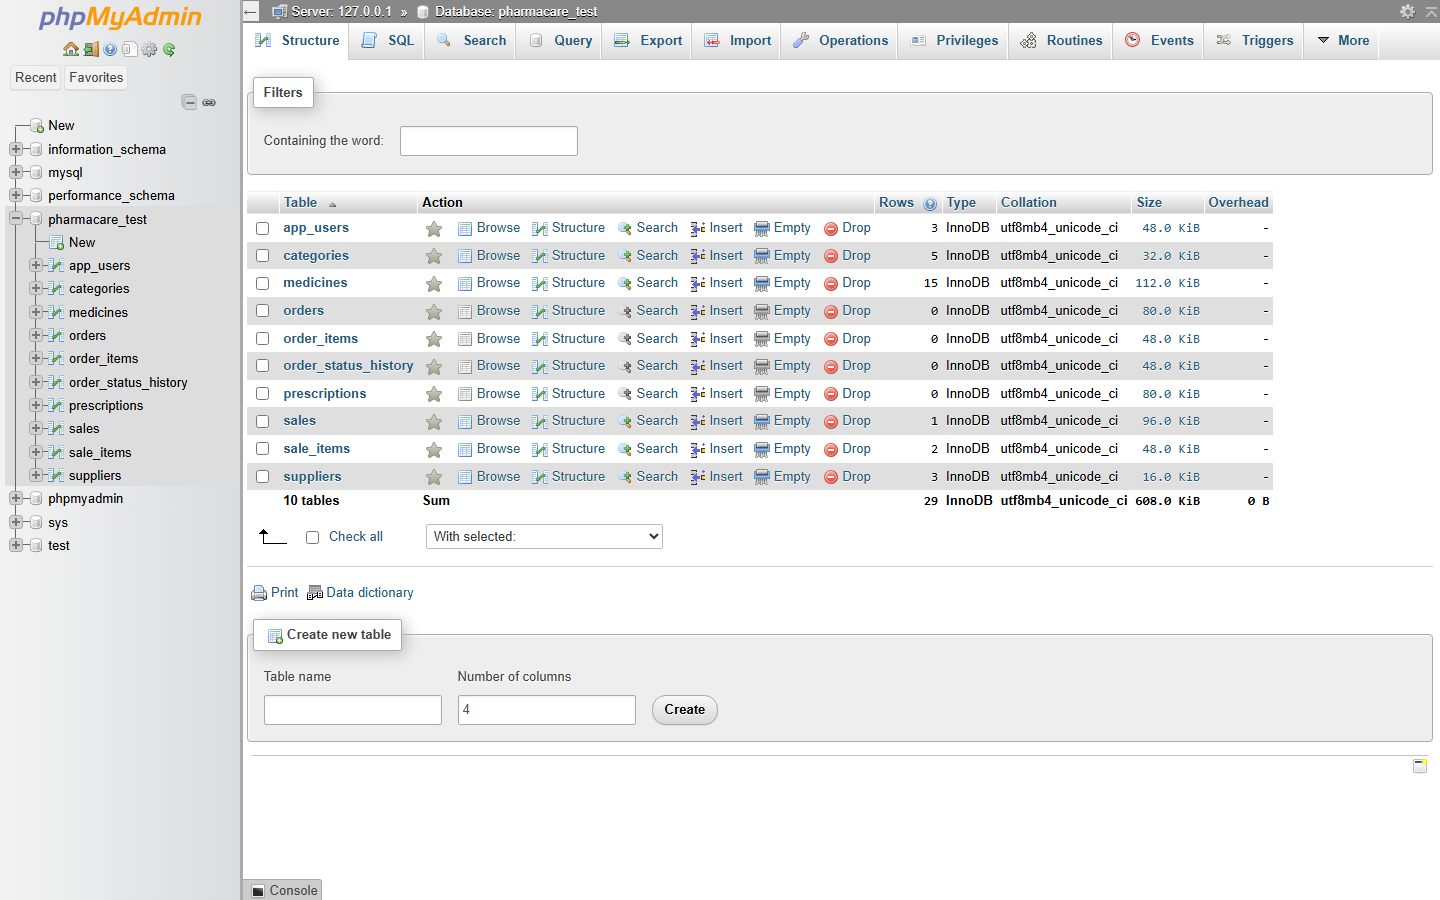 phpMyAdmin
Recent Favorites
New
information_schema
mysql
performance_schema
pharmacare_test
New
app_users
categories
medicines
orders
order_items
order_status_history
prescriptions
sales
sale_items
suppliers
phpmyadmin
sys
test
Server: 127.0.0.1 » Database: pharmacare_test
Structure SQL Search Query Export Import Operations Privileges Routines Events Triggers More
Filters
Containing the word:
Table Action Rows Type Collation Size Overhead
app_users Browse Structure Search Insert Empty Drop 3 InnoDB utf8mb4_unicode_ci 48.0 KiB -
categories Browse Structure Search Insert Empty Drop 5 InnoDB utf8mb4_unicode_ci 32.0 KiB -
medicines Browse Structure Search Insert Empty Drop 15 InnoDB utf8mb4_unicode_ci 112.0 KiB -
orders Browse Structure Search Insert Empty Drop 0 InnoDB utf8mb4_unicode_ci 80.0 KiB -
order_items Browse Structure Search Insert Empty Drop 0 InnoDB utf8mb4_unicode_ci 48.0 KiB -
order_status_history Browse Structure Search Insert Empty Drop 0 InnoDB utf8mb4_unicode_ci 48.0 KiB -
prescriptions Browse Structure Search Insert Empty Drop 0 InnoDB utf8mb4_unicode_ci 80.0 KiB -
sales Browse Structure Search Insert Empty Drop 1 InnoDB utf8mb4_unicode_ci 96.0 KiB -
sale_items Browse Structure Search Insert Empty Drop 2 InnoDB utf8mb4_unicode_ci 48.0 KiB -
suppliers Browse Structure Search Insert Empty Drop 3 InnoDB utf8mb4_unicode_ci 16.0 KiB -
10 tables Sum 29 InnoDB utf8mb4_unicode_ci 608.0 KiB 0 B
Check all With selected:
Print Data dictionary
Create new table
Table name Number of columns
4 Create
Console